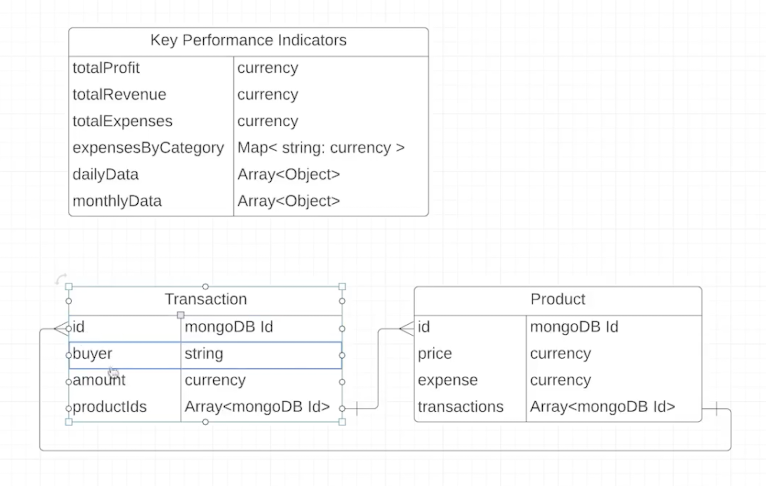 Key Performance Indicators
totalProfit currency
totalRevenue currency
totalExpenses currency
expensesByCategory Map< string: currency >
dailyData Array<Object>
monthlyData Array<Object>
Transaction
id mongoDB Id
buyer string
amount currency
productIds Array<mongoDB Id>
Product
id mongoDB Id
price currency
expense currency
transactions Array<mongoDB Id>